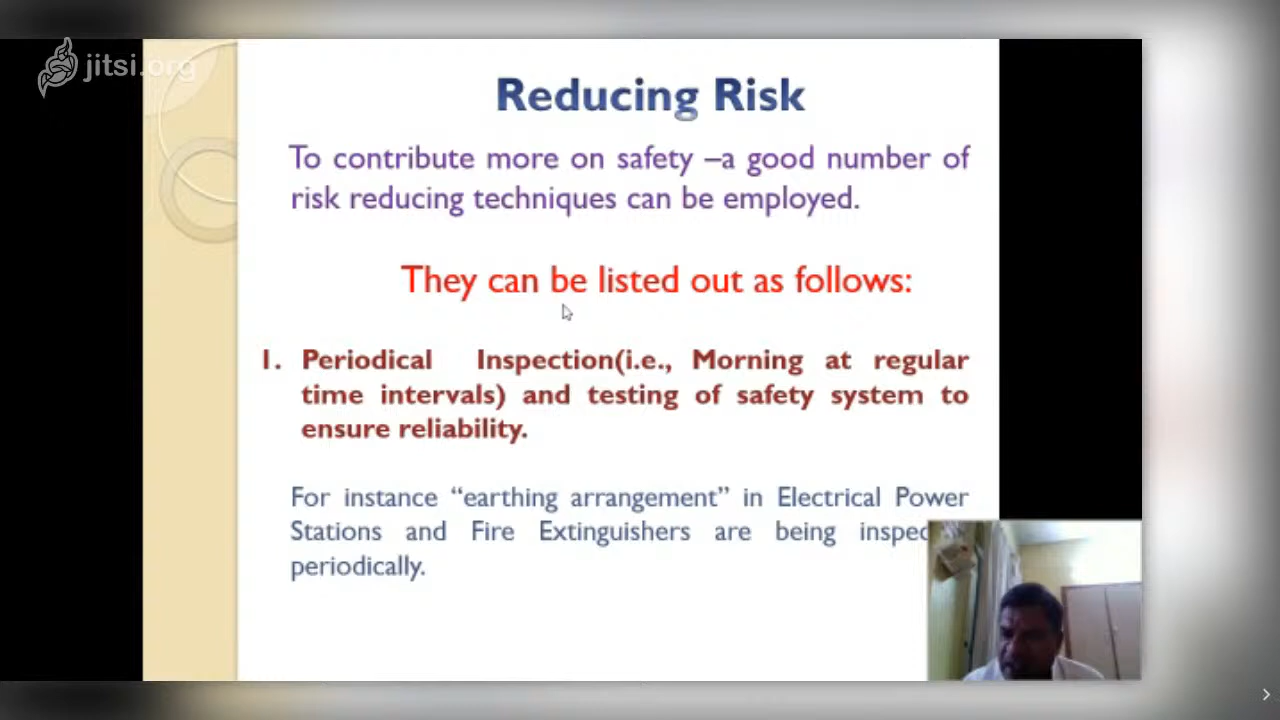 jitsi.org
Reducing Risk
To contribute more on safety –a good number of
risk reducing techniques can be employed.
They can be listed out as follows:
1. Periodical Inspection(i.e., Morning at regular
time intervals) and testing of safety system to
ensure reliability.
For instance “earthing arrangement” in Electrical Power
Stations and Fire Extinguishers are being
periodically.